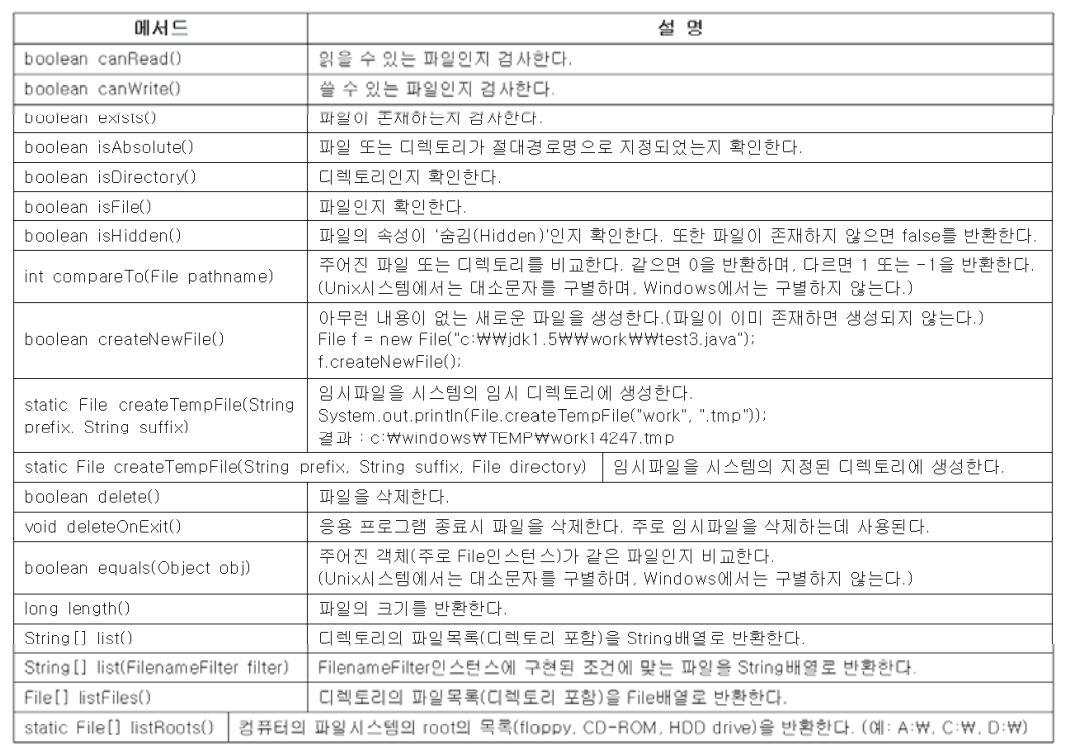 메서드 설 명
boolean canRead() 읽을 수 있는 파일인지 검사한다.
boolean canWrite() 쓸 수 있는 파일인지 검사한다.
boolean exists() 파일이 존재하는지 검사한다.
boolean isAbsolute() 파일 또는 디렉토리가 절대경로명으로 지정되었는지 확인한다.
boolean isDirectory() 디렉토리인지 확인한다.
boolean isFile() 파일인지 확인한다.
boolean isHidden() 파일의 속성이 '숨김(Hidden)'인지 확인한다. 또한 파일이 존재하지 않으면 false를 반환한다.
int compareTo(File pathname) 주어진 파일 또는 디렉토리를 비교한다. 같으면 0을 반환하며, 다르면 1 또는 -1을 반환한다.
(Unix시스템에서는 대소문자를 구별하며, Windows에서는 구별하지 않는다.)
boolean createNewFile() 아무런 내용이 없는 새로운 파일을 생성한다.(파일이 이미 존재하면 생성되지 않는다.)
File f = new File("c:₩₩jdk1.5₩₩work₩₩test3.java");
f.createNewFile();
static File createTempFile(String
prefix, String suffix)
임시파일을 시스템의 임시 디렉토리에 생성한다.
System.out.println(File.createTempFile("work", ".tmp"));
결과 : c:₩windows₩TEMP₩work14247.tmp
static File createTempFile(String prefix, String suffix, File directory) 임시파일을 시스템의 지정된 디렉토리에 생성한다.
boolean delete() 파일을 삭제한다.
void deleteOnExit() 응용 프로그램 종료시 파일을 삭제한다. 주로 임시파일을 삭제하는데 사용된다.
boolean equals(Object obj) 주어진 객체(주로 File인스턴스)가 같은 파일인지 비교한다.
(Unix시스템에서는 대소문자를 구별하며, Windows에서는 구별하지 않는다.)
long length() 파일의 크기를 반환한다.
String[] list() 디렉토리의 파일목록(디렉토리 포함)을 String배열로 반환한다.
String[] list(FilenameFilter filter) FilenameFilter인스턴스에 구현된 조건에 맞는 파일을 String배열로 반환한다.
File[] listFiles() 디렉토리의 파일목록(디렉토리 포함)을 File배열로 반환한다.
static File[] listRoots() 컴퓨터의 파일시스템의 root의 목록(floppy, CD-ROM, HDD drive)을 반환한다. (예: A:₩, C:₩, D:₩)